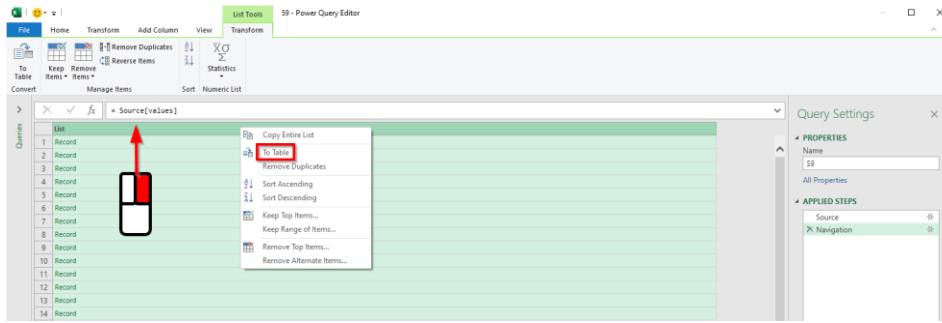 List Tools
59 - Power Query Editor
File
Home
Transform
Add Column
View
Transform
To
Table
Keep
Items
Remove
Items
Remove Duplicates
Reverse Items
Statistics
Convert
Manage Items
Sort
Numeric List
Queries
fx
= Source[values]
List
1 Record
2 Record
3 Record
4 Record
5 Record
6 Record
7 Record
8 Record
9 Record
10 Record
11 Record
12 Record
13 Record
14 Record
Copy Entire List
To Table
Remove Duplicates
Sort Ascending
Sort Descending
Keep Top Items...
Keep Range of Items...
Remove Top Items...
Remove Alternate Items...
Query Settings
PROPERTIES
Name
59
All Properties
APPLIED STEPS
Source
Navigation